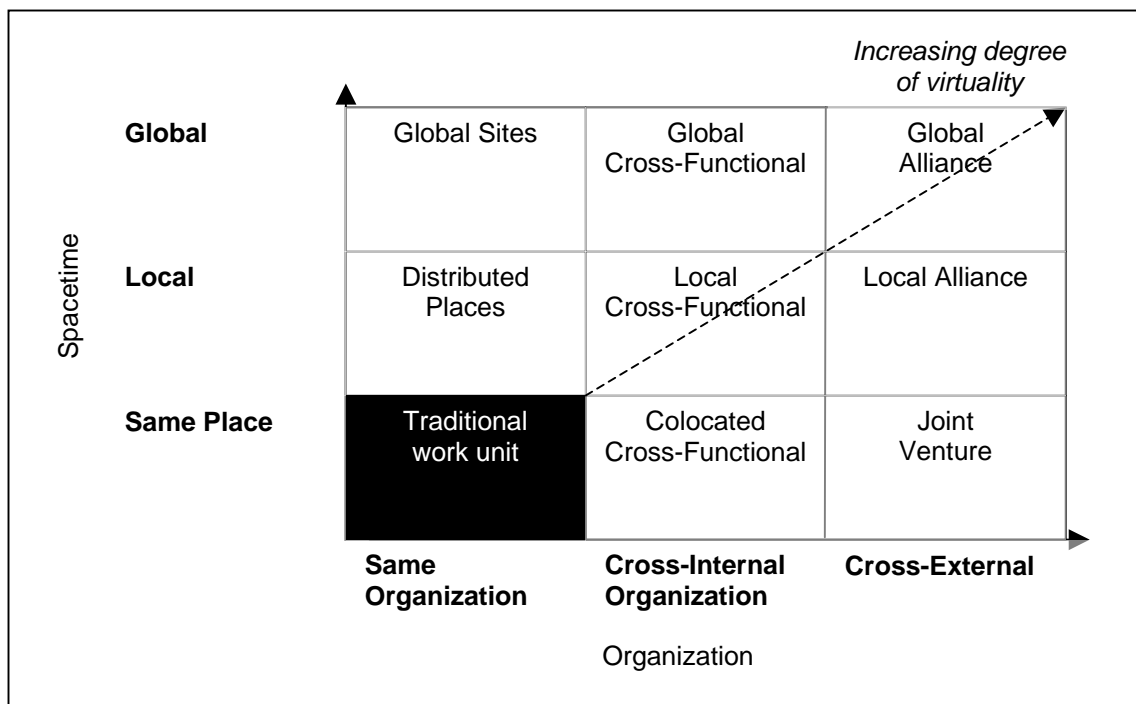 Increasing degree
of virtuality
Global
Global Sites
Global
Cross-Functional
Global
Alliance
Spacetime
Local
Distributed
Places
Local
Cross-Functional
Local Alliance
Same Place
Traditional
work unit
Colocated
Cross-Functional
Joint
Venture
Same
Organization
Cross-Internal
Organization
Cross-External
Organization